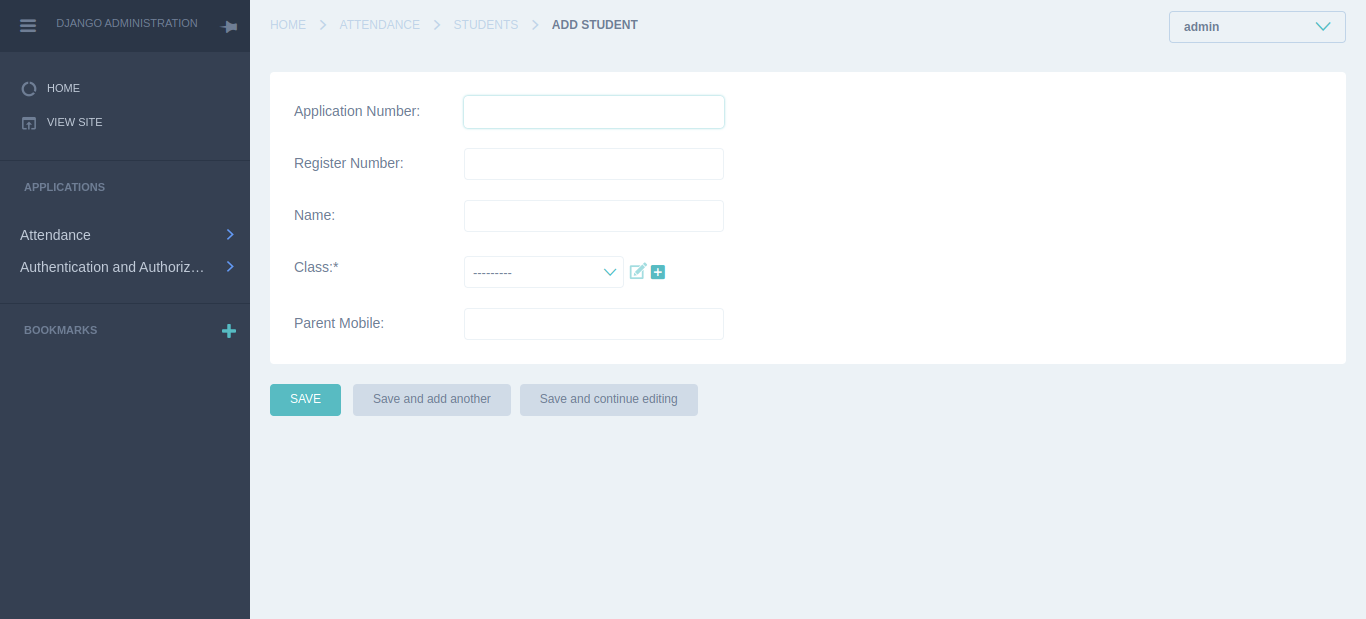 DJANGO ADMINISTRATION
HOME
VIEW SITE
APPLICATIONS
Attendance
Authentication and Authoriz…
BOOKMARKS
HOME ATTENDANCE STUDENTS ADD STUDENT
admin
Application Number:
Register Number:
Name:
Class:*
---------
Parent Mobile:
SAVE
Save and add another
Save and continue editing